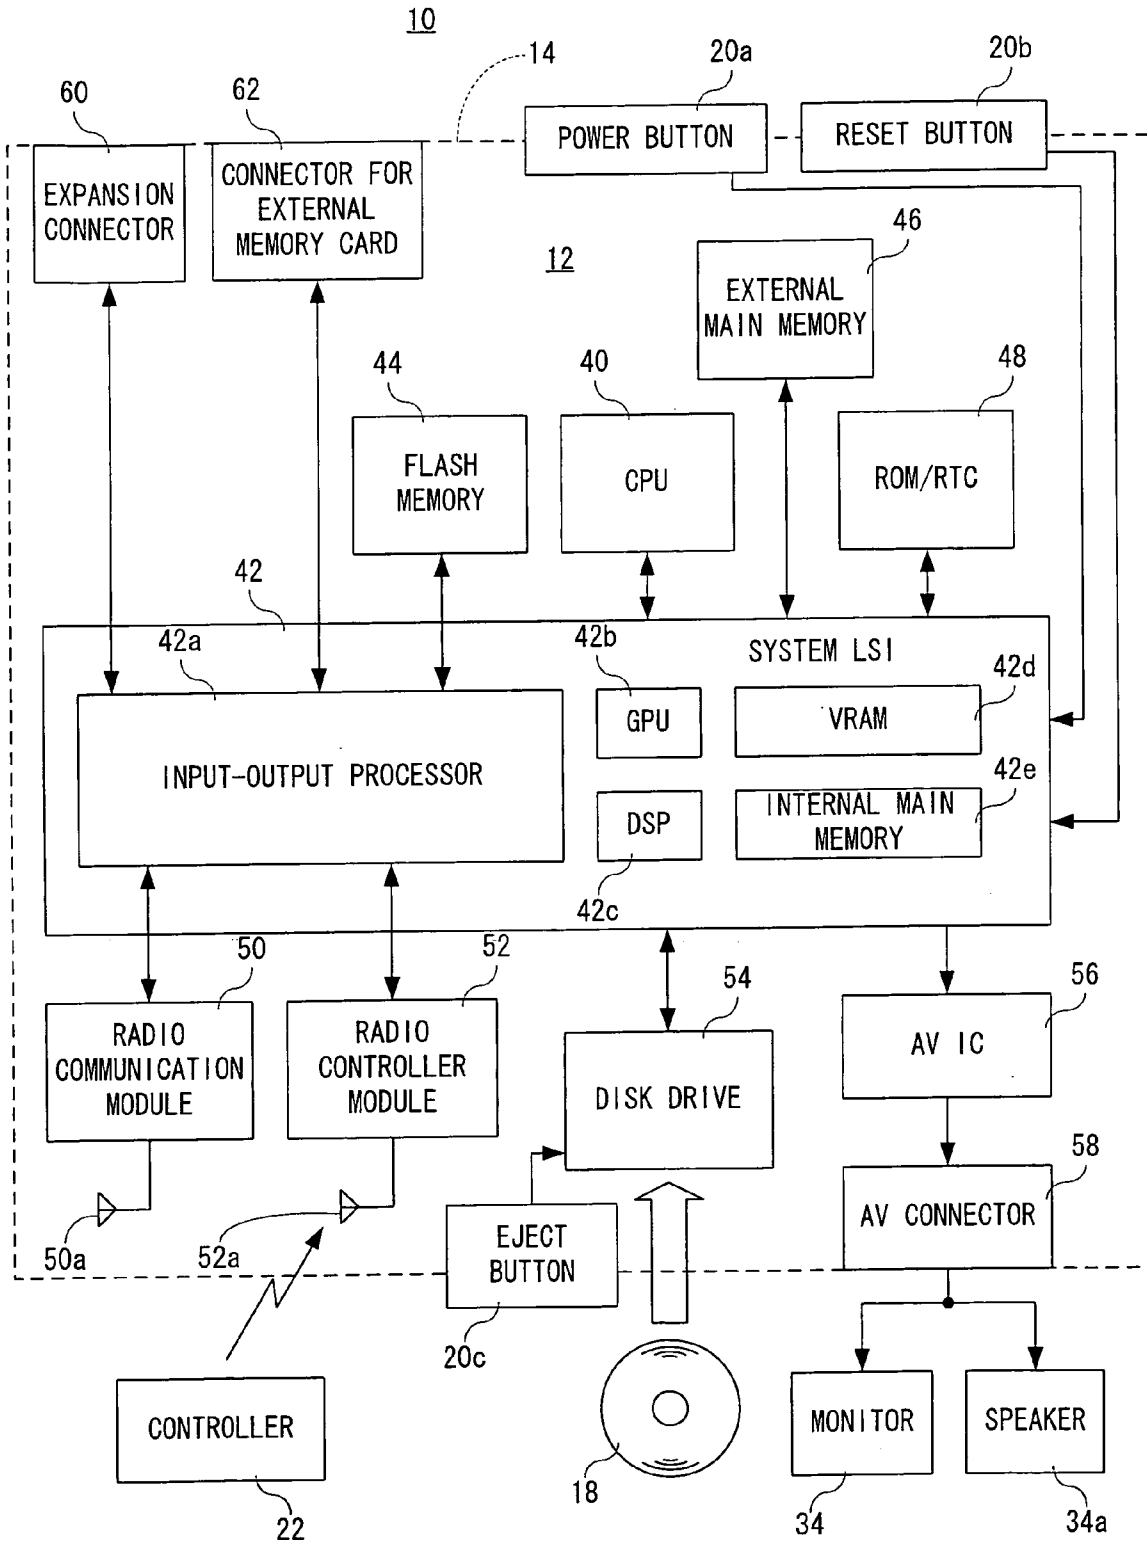 10
14
20a
20b
60
62
POWER BUTTON
RESET BUTTON
EXPANSION
CONNECTOR
CONNECTOR FOR
EXTERNAL
MEMORY CARD
12
46
EXTERNAL
MAIN MEMORY
44
40
48
FLASH
MEMORY
CPU
ROM/RTC
42
42a
42b
SYSTEM LSI
42d
GPU
VRAM
INPUT-OUTPUT PROCESSOR
42e
DSP
INTERNAL MAIN
MEMORY
42c
50
52
54
56
RADIO
COMMUNICATION
MODULE
RADIO
CONTROLLER
MODULE
DISK DRIVE
AV IC
58
50a
52a
EJECT
BUTTON
AV CONNECTOR
20c
CONTROLLER
MONITOR
SPEAKER
18
22
34
34a